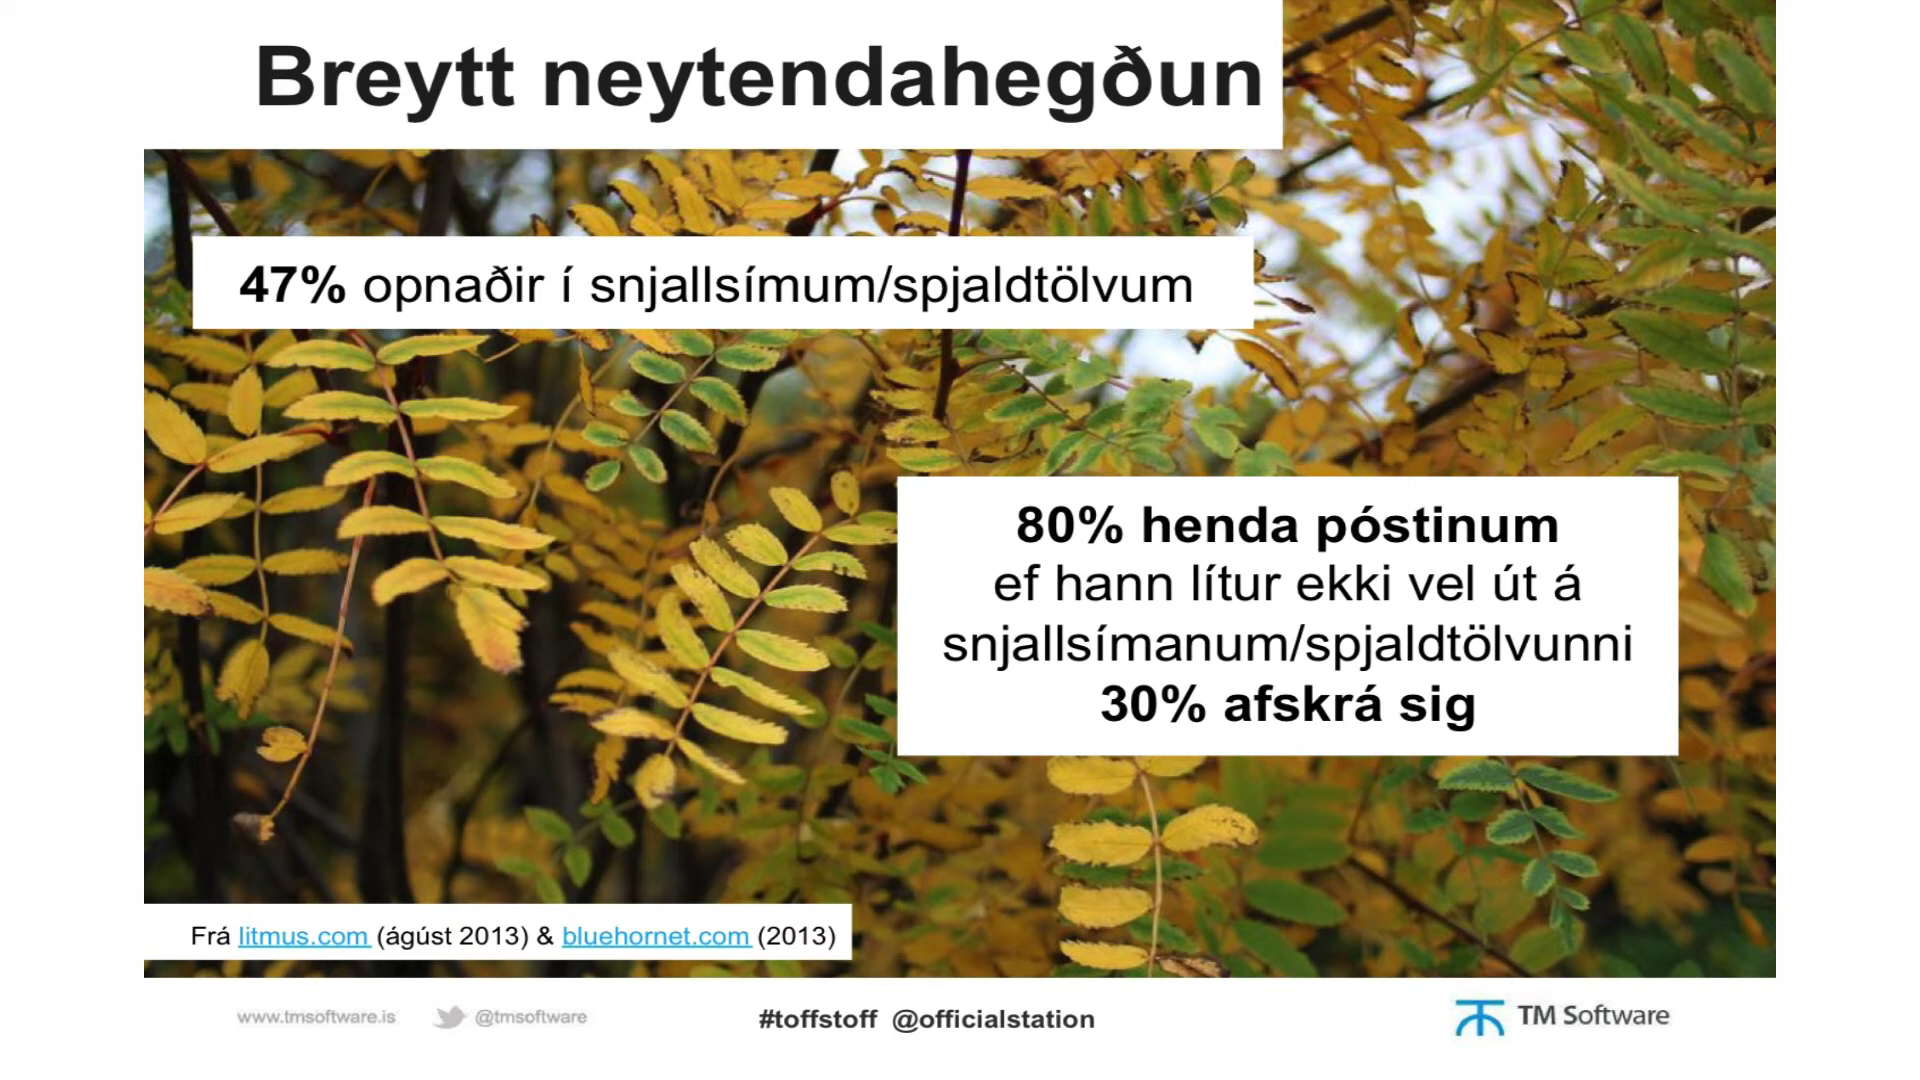 Breytt neytendahegðun
47% opnaðir í snjallsímum/spjaldtölvum
80% henda póstinum
ef hann lítur ekki vel út á
snjallsímanum/spjaldtölvunni
30% afskrá sig
Frá litmus.com (ágúst 2013) & bluehornet.com (2013)
www.tmsoftware.is @tmsoftware #toffstoff @officialstation TM Software